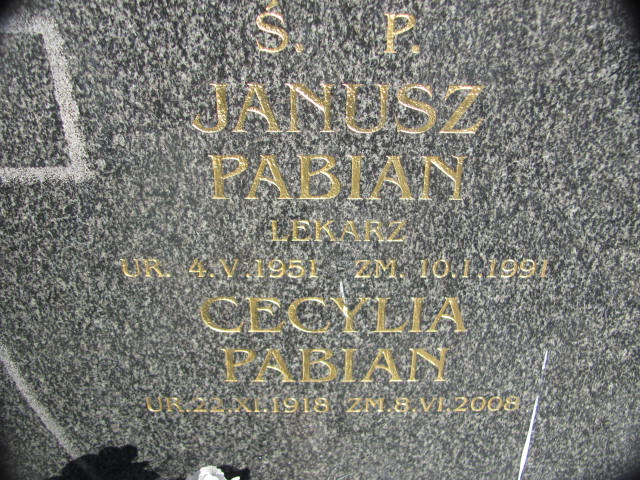 Ś. P.
JANUSZ
PABIAN
LEKARZ
UR. 4.V.1951 - ZM. 10.I.1991
CECYLIA
PABIAN
UR.22.XI.1918 ZM.8.VI.2008